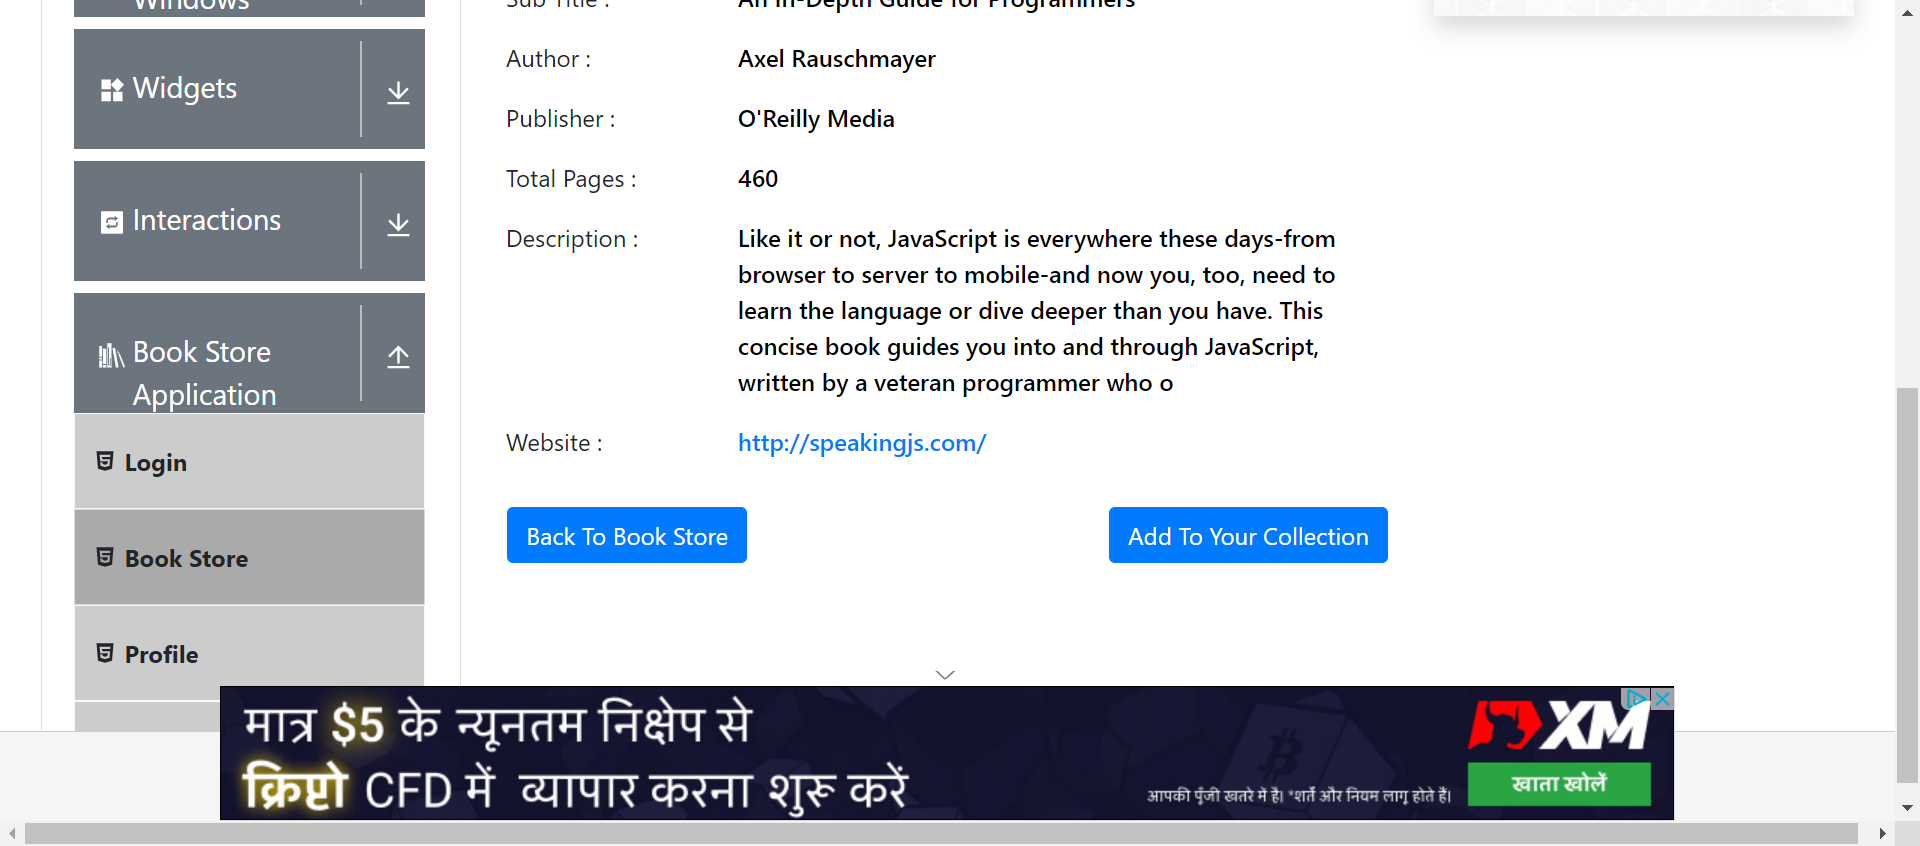 Windows
Widgets
Interactions
Book Store
Application
Login
Book Store
Profile
Sub Title : An In-Depth Guide for Programmers
Author : Axel Rauschmayer
Publisher : O'Reilly Media
Total Pages : 460
Description : Like it or not, JavaScript is everywhere these days-from
browser to server to mobile-and now you, too, need to
learn the language or dive deeper than you have. This
concise book guides you into and through JavaScript,
written by a veteran programmer who o
Website : http://speakingjs.com/
Back To Book Store Add To Your Collection
मात्र $5 के न्यूनतम निक्षेप से
क्रिप्टो CFD में व्यापार करना शुरू करें
आपकी पूँजी खतरे में है। *शर्तें और नियम लागू होते हैं।
XM
खाता खोलें